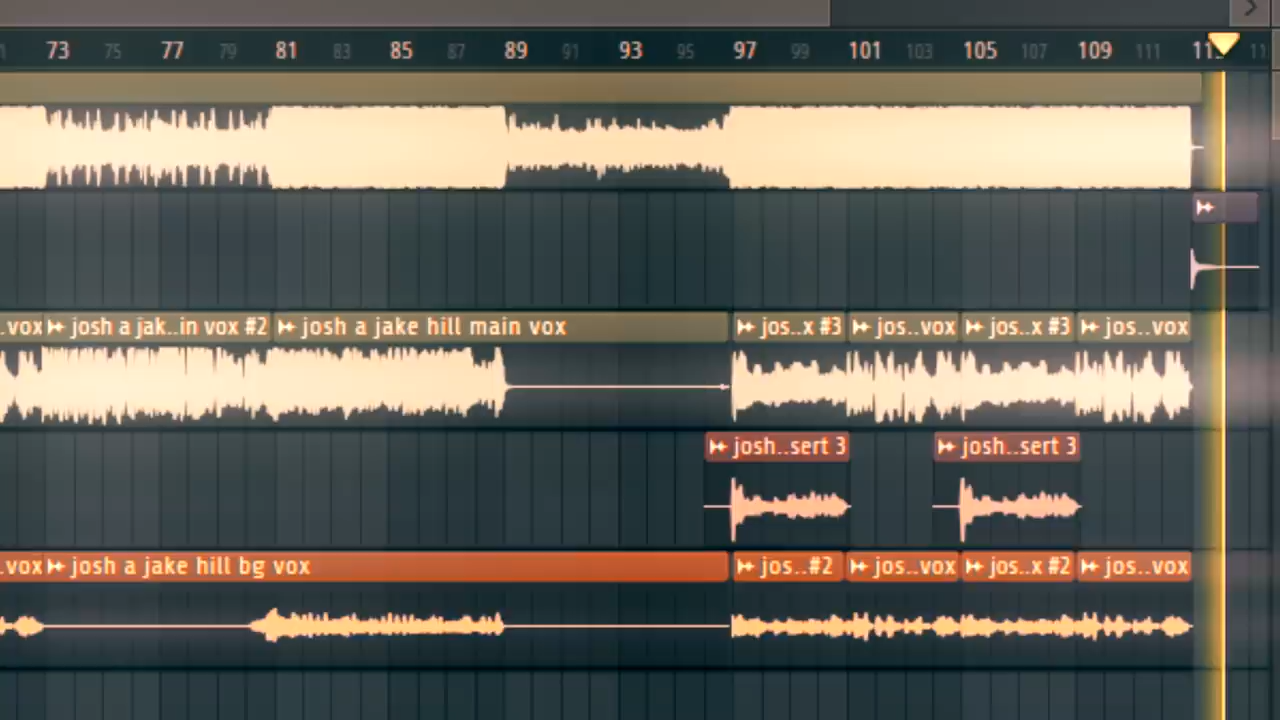 73 75 77 79 81 83 85 87 89 91 93 95 97 99 101 103 105 107 109 111
.vox josh a jak..in vox #2 josh a jake hill main vox jos..x #3 jos..vox jos..x #3 jos..vox
josh..sert 3 josh..sert 3
.vox josh a jake hill bg vox jos..#2 jos..vox jos..x #2 jos..vox